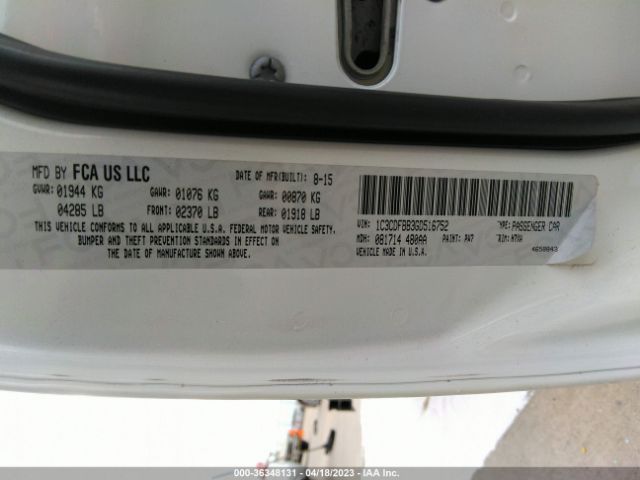 MFD BY FCA US LLC
DATE OF MFR(BUILT): 8-15
GVWR: 01944 KG
GAWR: 01076 KG
GAWR: 00870 KG
04285 LB
FRONT: 02370 LB
REAR: 01918 LB
THIS VEHICLE CONFORMS TO ALL APPLICABLE U.S.A. FEDERAL MOTOR VEHICLE SAFETY,
BUMPER AND THEFT PREVENTION STANDARDS IN EFFECT ON
THE DATE OF MANUFACTURE SHOWN ABOVE.
VIN: 1C3CDFBB3GD516752
TYPE: PASSENGER CAR
MDH: 081714 480AA
PAINT: PW7
TRIM:
VEHICLE MADE IN U.S.A.
4650843
000-36348131 - 04/18/2023 - IAA Inc.